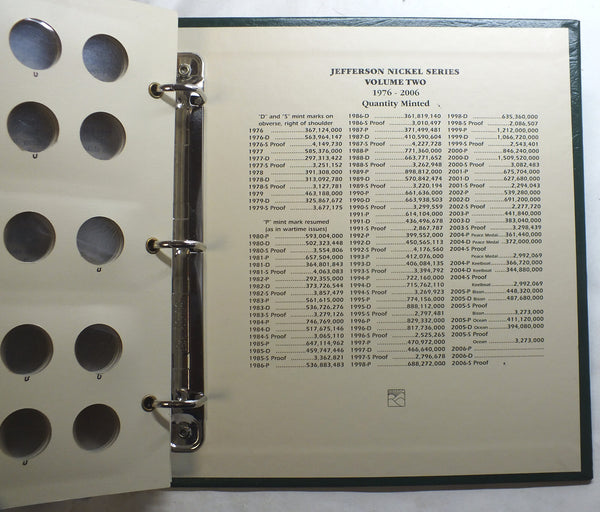 JEFFERSON NICKEL SERIES
VOLUME TWO
1976 - 2006
Quantity Minted
"D" and "S" mint marks on
obverse, right of shoulder
1976 367,124,000
1976-D 563,964,147
1976-S Proof 4,149,730
1977 585,376,000
1977-D 297,313,422
1977-S Proof 3,251,152
1978 391,308,000
1978-D 313,092,780
1978-S Proof 3,127,781
1979 463,188,000
1979-D 325,867,672
1979-S Proof 3,677,175
"P" mint mark resumed
(as in wartime issues)
1980-P 593,004,000
1980-D 502,323,448
1980-S Proof 3,554,806
1981-P 657,504,000
1981-D 364,801,843
1981-S Proof 4,063,083
1982-P 292,355,000
1982-D 373,726,544
1982-S Proof 3,857,479
1983-P 561,615,000
1983-D 536,726,276
1983-S Proof 3,279,126
1984-P 746,769,000
1984-D 517,675,146
1984-S Proof 3,065,110
1985-P 647,114,962
1985-D 459,747,446
1985-S Proof 3,362,821
1986-P 536,883,483
1986-D 361,819,140
1986-S Proof 3,010,497
1987-P 371,499,481
1987-D 410,590,604
1987-S Proof 4,227,728
1988-P 771,360,000
1988-D 663,771,652
1988-S Proof 3,262,948
1989-P 898,812,000
1989-D 570,842,474
1989-S Proof 3,220,194
1990-P 661,636,000
1990-D 663,938,503
1990-S Proof 3,299,559
1991-P 614,104,000
1991-D 436,496,678
1991-S Proof 2,867,787
1992-P 399,552,000
1992-D 450,565,113
1992-S Proof 4,176,560
1993-P 412,076,000
1993-D 406,084,135
1993-S Proof 3,394,792
1994-P 722,160,000
1994-D 715,762,110
1994-S Proof 3,269,923
1995-P 774,156,000
1995-D 888,112,000
1995-S Proof 2,797,481
1996-P 829,332,000
1996-D 817,736,000
1996-S Proof 2,525,265
1997-P 470,972,000
1997-D 466,640,000
1997-S Proof 2,796,678
1998-P 688,272,000
1998-D 635,360,000
1998-S Proof 2,086,507
1999-P 1,212,000,000
1999-D 1,066,720,000
1999-S Proof 2,543,401
2000-P 846,240,000
2000-D 1,509,520,000
2000-S Proof 3,082,483
2001-P 675,704,000
2001-D 627,680,000
2001-S Proof 2,294,043
2002-P 539,280,000
2002-D 691,200,000
2002-S Proof 2,277,720
2003-P 441,840,000
2003-D 383,040,000
2003-S Proof 3,298,439
2004-P Peace Medal 361,440,000
2004-D Peace Medal 372,000,000
2004-S Proof
Peace Medal 2,992,069
2004-P Keelboat 366,720,000
2004-D Keelboat 344,880,000
2004-S Proof
Keelboat 2,992,069
2005-P Bison 448,320,000
2005-D Bison 487,680,000
2005-S Proof
Bison 3,273,000
2005-P Ocean 411,120,000
2005-D Ocean 394,080,000
2005-S Proof
Ocean 3,273,000
2006-P
2006-D
2006-S Proof